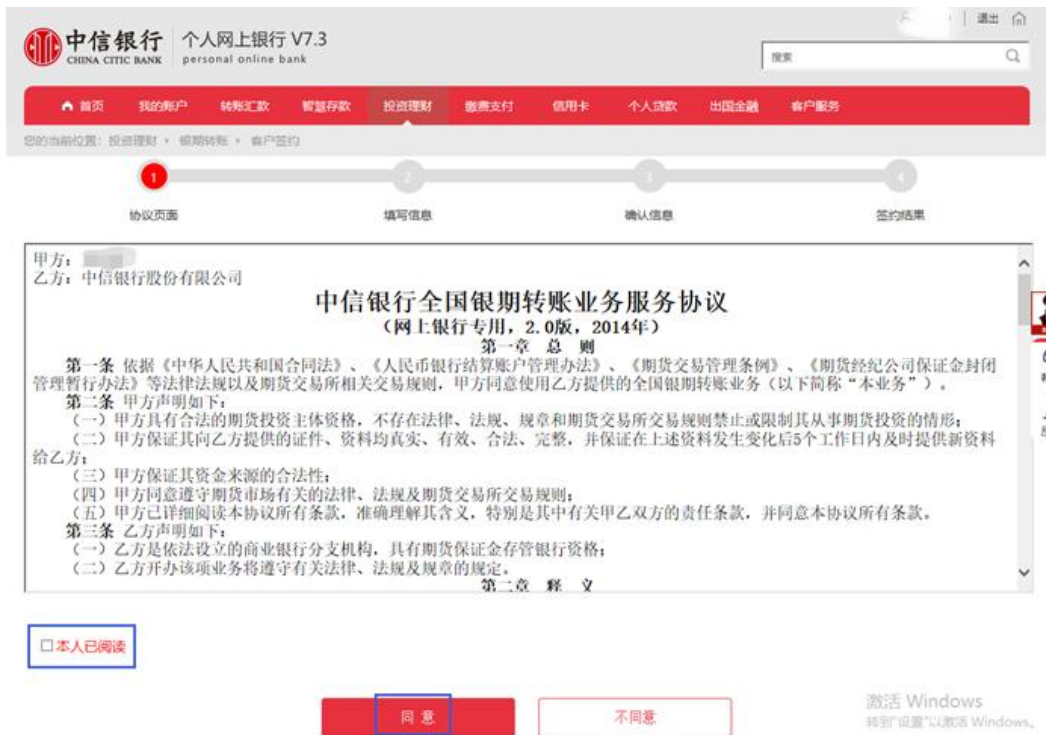 退出
中信银行 个人网上银行 V7.3
CHINA CITIC BANK personal online bank
搜索
首页 我的账户 转账汇款 智慧存款 投资理财 缴费支付 信用卡 个人贷款 出国金融 客户服务
您的当前位置：投资理财 › 银期转账 › 客户签约
1 2 3 4
协议页面 填写信息 确认信息 签约结果
甲方：
乙方：中信银行股份有限公司
中信银行全国银期转账业务服务协议
（网上银行专用，2.0版，2014年）
第一章 总 则
第一条 依据《中华人民共和国合同法》、《人民币银行结算账户管理办法》、《期货交易管理条例》、《期货经纪公司保证金封闭
管理暂行办法》等法律法规以及期货交易所相关交易规则，甲方同意使用乙方提供的全国银期转账业务（以下简称“本业务”）。
第二条 甲方声明如下：
（一）甲方具有合法的期货投资主体资格，不存在法律、法规、规章和期货交易所交易规则禁止或限制其从事期货投资的情形；
（二）甲方保证其向乙方提供的证件、资料均真实、有效、合法、完整，并保证在上述资料发生变化后5个工作日内及时提供新资料
给乙方；
（三）甲方保证其资金来源的合法性；
（四）甲方同意遵守期货市场有关的法律、法规及期货交易所交易规则；
（五）甲方已详细阅读本协议所有条款，准确理解其含义，特别是其中有关甲乙双方的责任条款，并同意本协议所有条款。
第三条 乙方声明如下：
（一）乙方是依法设立的商业银行分支机构，具有期货保证金存管银行资格；
（二）乙方开办该项业务将遵守有关法律、法规及规章的规定。
第二章 释 义
本人已阅读
同 意 不同意
激活 Windows
转到“设置”以激活 Windows。